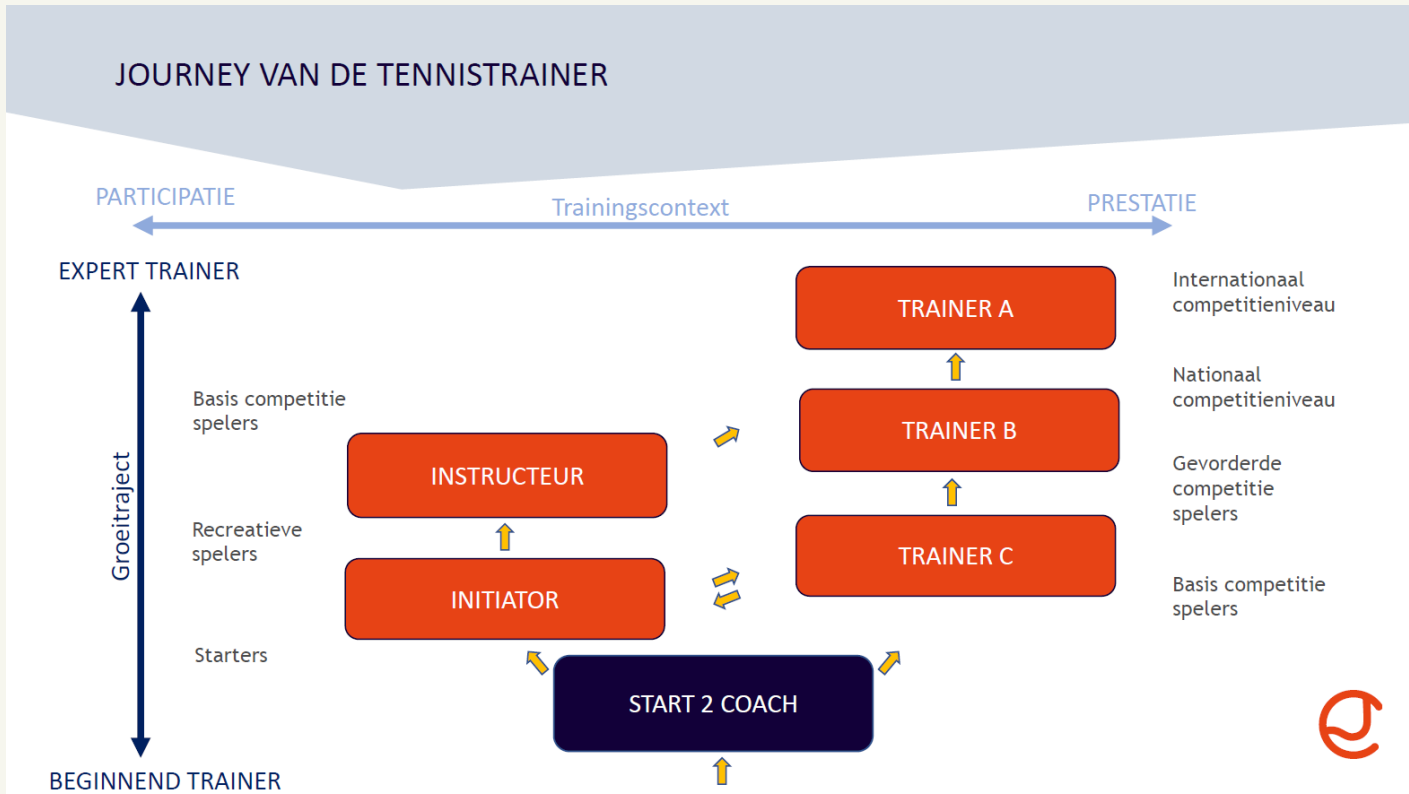 JOURNEY VAN DE TENNISTRAINER
PARTICIPATIE
Trainingscontext
PRESTATIE
EXPERT TRAINER
Groeitraject
BEGINNEND TRAINER
Basis competitie
spelers
Recreatieve
spelers
Starters
INSTRUCTEUR
INITIATOR
START 2 COACH
TRAINER A
TRAINER B
TRAINER C
Internationaal
competitieniveau
Nationaal
competitieniveau
Gevorderde
competitie
spelers
Basis competitie
spelers